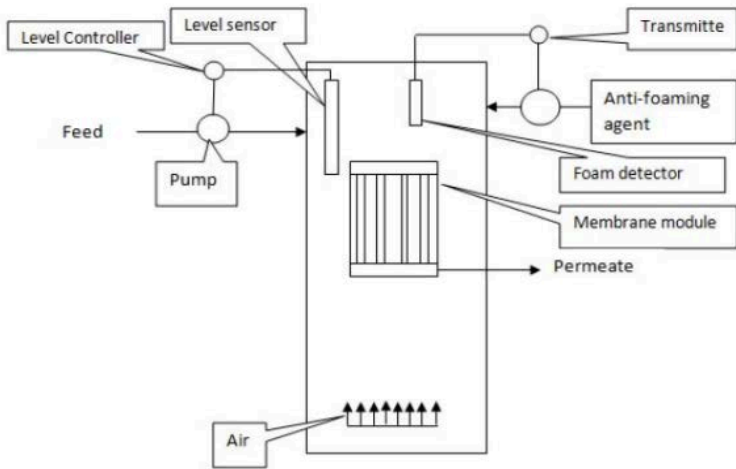 Level sensor
Transmitte
Level Controller
Anti-foaming
agent
Feed
Pump
Foam detector
Membrane module
Permeate
Air